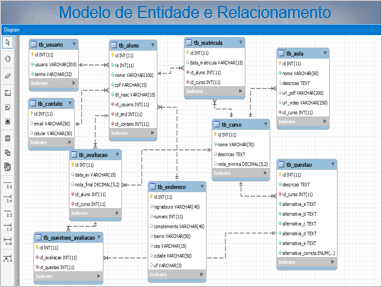 Modelo de Entidade e Relacionamento
Diagram
tb_usuario
id INT(11)
usuario VARCHAR(200)
senha VARCHAR(32)
Indexes
tb_contato
id INT(11)
email VARCHAR(50)
celular VARCHAR(30)
Indexes
tb_aluno
id INT(11)
ra INT(11)
nome VARCHAR(100)
cpf VARCHAR(15)
dt_nasc VARCHAR(15)
id_usuario INT(11)
id_end INT(11)
id_contato INT(11)
Indexes
tb_matricula
id INT(11)
data_matricula VARCHAR(15)
id_aluno INT(11)
id_curso INT(11)
Indexes
tb_aula
id INT(11)
nome VARCHAR(50)
descricao TEXT
url_pdf VARCHAR(200)
url_video VARCHAR(250)
id_curso INT(11)
Indexes
tb_curso
id INT(11)
nome VARCHAR(70)
descricao TEXT
nota_minima DECIMAL(5,2)
Indexes
tb_avaliacao
id INT(11)
data_av VARCHAR(15)
nota_final DECIMAL(5,2)
id_aluno INT(11)
id_curso INT(11)
Indexes
tb_endereco
id INT(11)
logradouro VARCHAR(40)
numero INT(11)
complemento VARCHAR(40)
bairro VARCHAR(50)
cep VARCHAR(15)
cidade VARCHAR(50)
uf VARCHAR(3)
Indexes
tb_questao
id INT(11)
descricao TEXT
id_curso INT(11)
alternativa_a TEXT
alternativa_b TEXT
alternativa_c TEXT
alternativa_d TEXT
alternativa_e TEXT
alternativa_correta ENUM(...)
Indexes
tb_questoes_avaliacao
id INT(11)
id_avaliacao INT(11)
id_questao INT(11)
Indexes